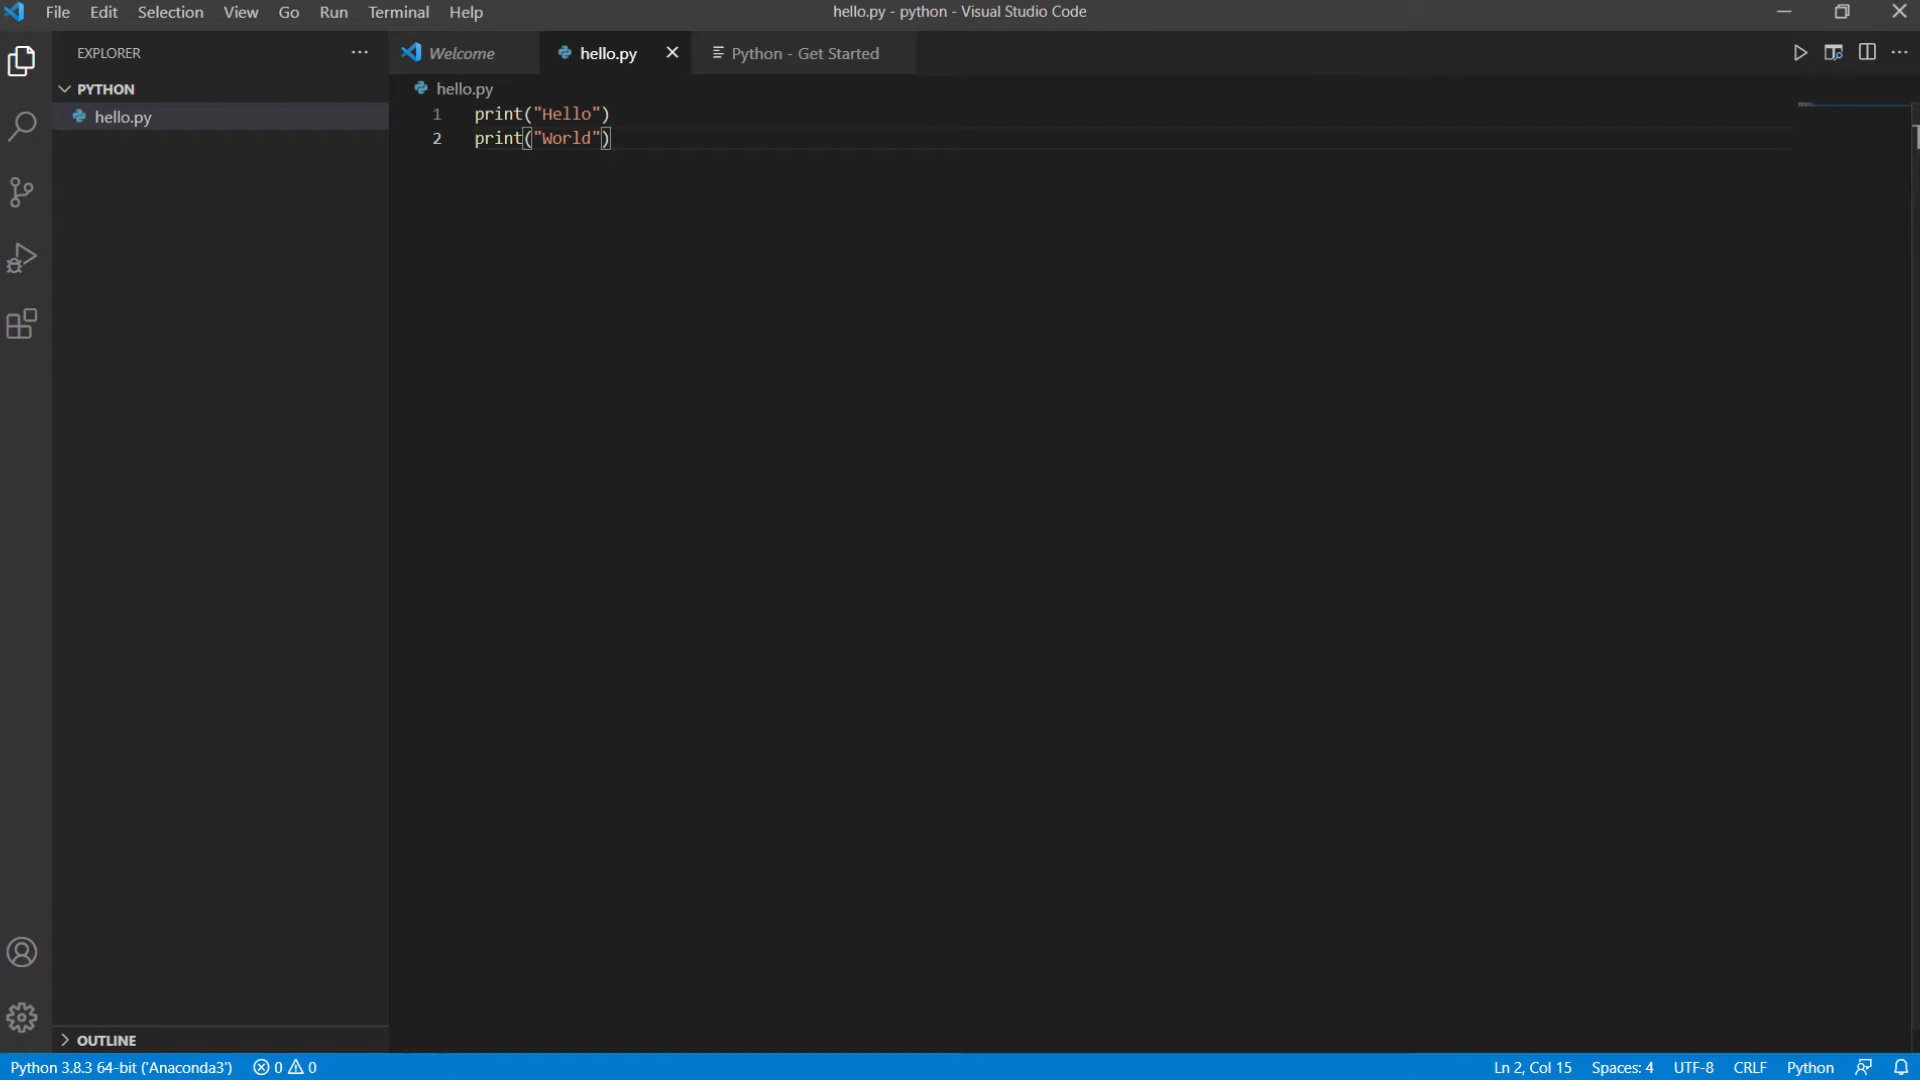 File Edit Selection View Go Run Terminal Help
hello.py - python - Visual Studio Code
EXPLORER
Welcome
hello.py
Python - Get Started
PYTHON
hello.py
hello.py
1 print("Hello")
2 print("World")
OUTLINE
Python 3.8.3 64-bit ('Anaconda3') 0 0
Ln 2, Col 15 Spaces: 4 UTF-8 CRLF Python